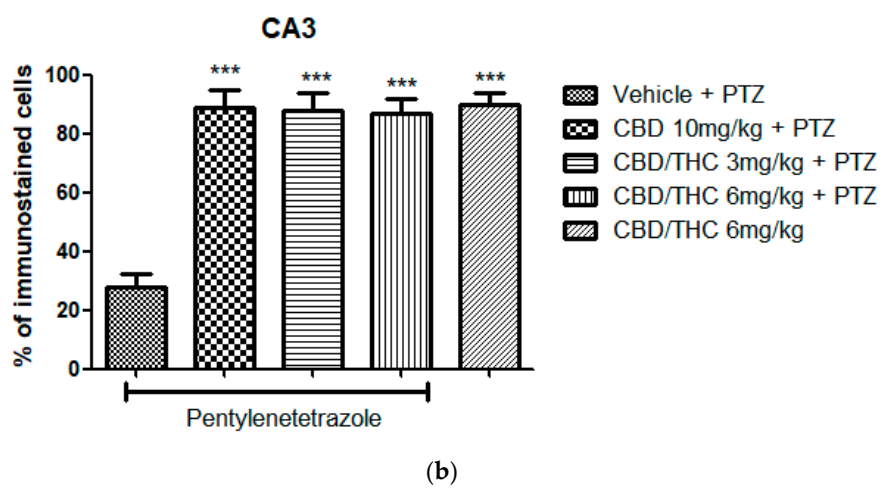 CA3
% of immunostained cells
100
80
60
40
20
0
***
***
***
***
Pentylenetetrazole
Vehicle + PTZ
CBD 10mg/kg + PTZ
CBD/THC 3mg/kg + PTZ
CBD/THC 6mg/kg + PTZ
CBD/THC 6mg/kg
(b)